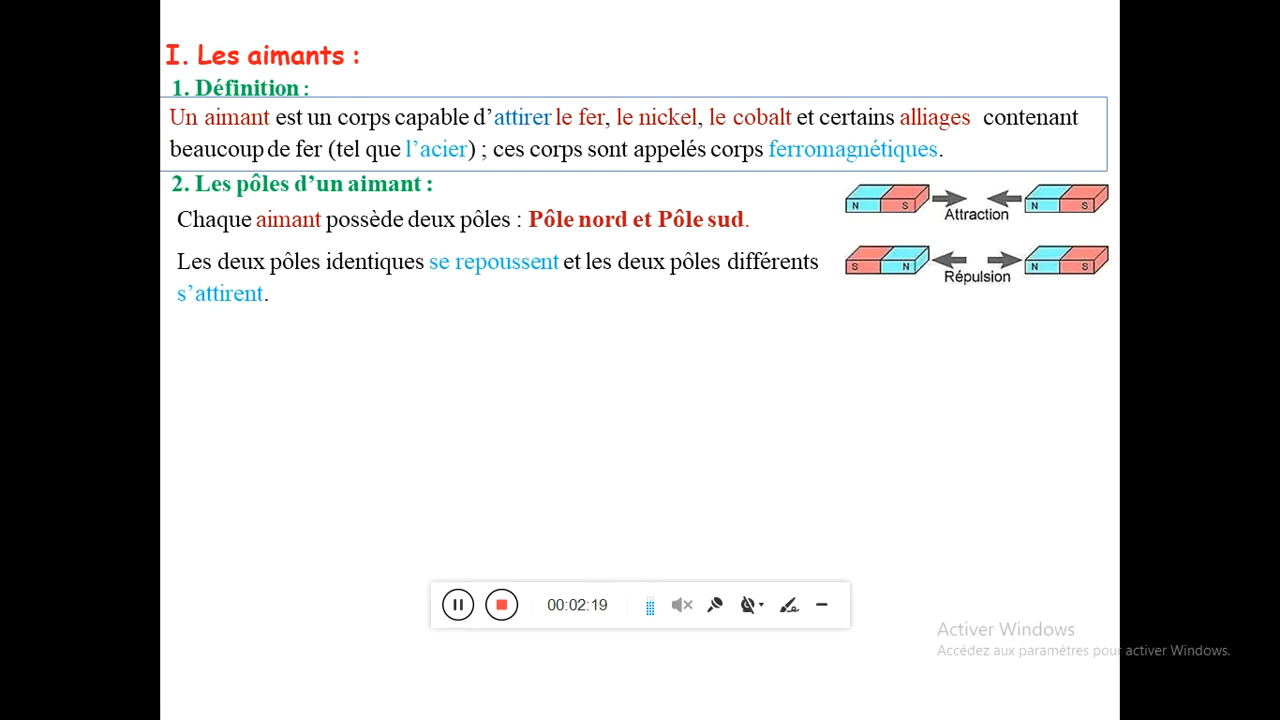 I. Les aimants :
1. Définition :
Un aimant est un corps capable d’attirer le fer, le nickel, le cobalt et certains alliages contenant
beaucoup de fer (tel que l’acier) ; ces corps sont appelés corps ferromagnétiques.
2. Les pôles d’un aimant :
Chaque aimant possède deux pôles : Pôle nord et Pôle sud.
Les deux pôles identiques se repoussent et les deux pôles différents
s’attirent.
N S N S
Attraction
S N N S
Répulsion
00:02:19
Activer Windows
Accédez aux paramètres pour activer Windows.